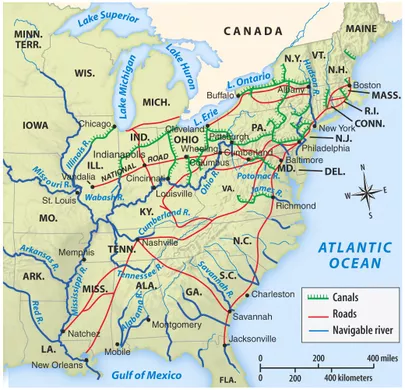 Lake Superior
CANADA
MAINE
MINN.
TERR.
WIS.
Lake Michigan
Lake Huron
MICH.
L. Ontario
N.Y.
VT.
N.H.
Hudson R.
Buffalo
Albany
Boston
MASS.
R.I.
CONN.
L. Erie
New York
N.J.
IOWA
Chicago
Illinois R.
IND.
Cleveland
OHIO
Pittsburgh
PA.
Philadelphia
Indianapolis
Wheeling
Cumberland
Columbus
Baltimore
MD.
DEL.
ILL.
NATIONAL ROAD
Missouri R.
Vandalia
Cincinnati
Ohio R.
Potomac R.
St. Louis
Wabash R.
Louisville
VA.
James R.
Richmond
N
W
E
S
MO.
KY.
Cumberland R.
ATLANTIC
OCEAN
Arkansas R.
Memphis
TENN.
Nashville
N.C.
Tennessee R.
Savannah R.
ARK.
Mississippi R.
MISS.
ALA.
Alabama R.
GA.
S.C.
Charleston
Red R.
Montgomery
Savannah
Natchez
LA.
Mobile
Jacksonville
New Orleans
Gulf of Mexico
FLA.
Canals
Roads
Navigable river
0
200
400 miles
200
400 kilometers